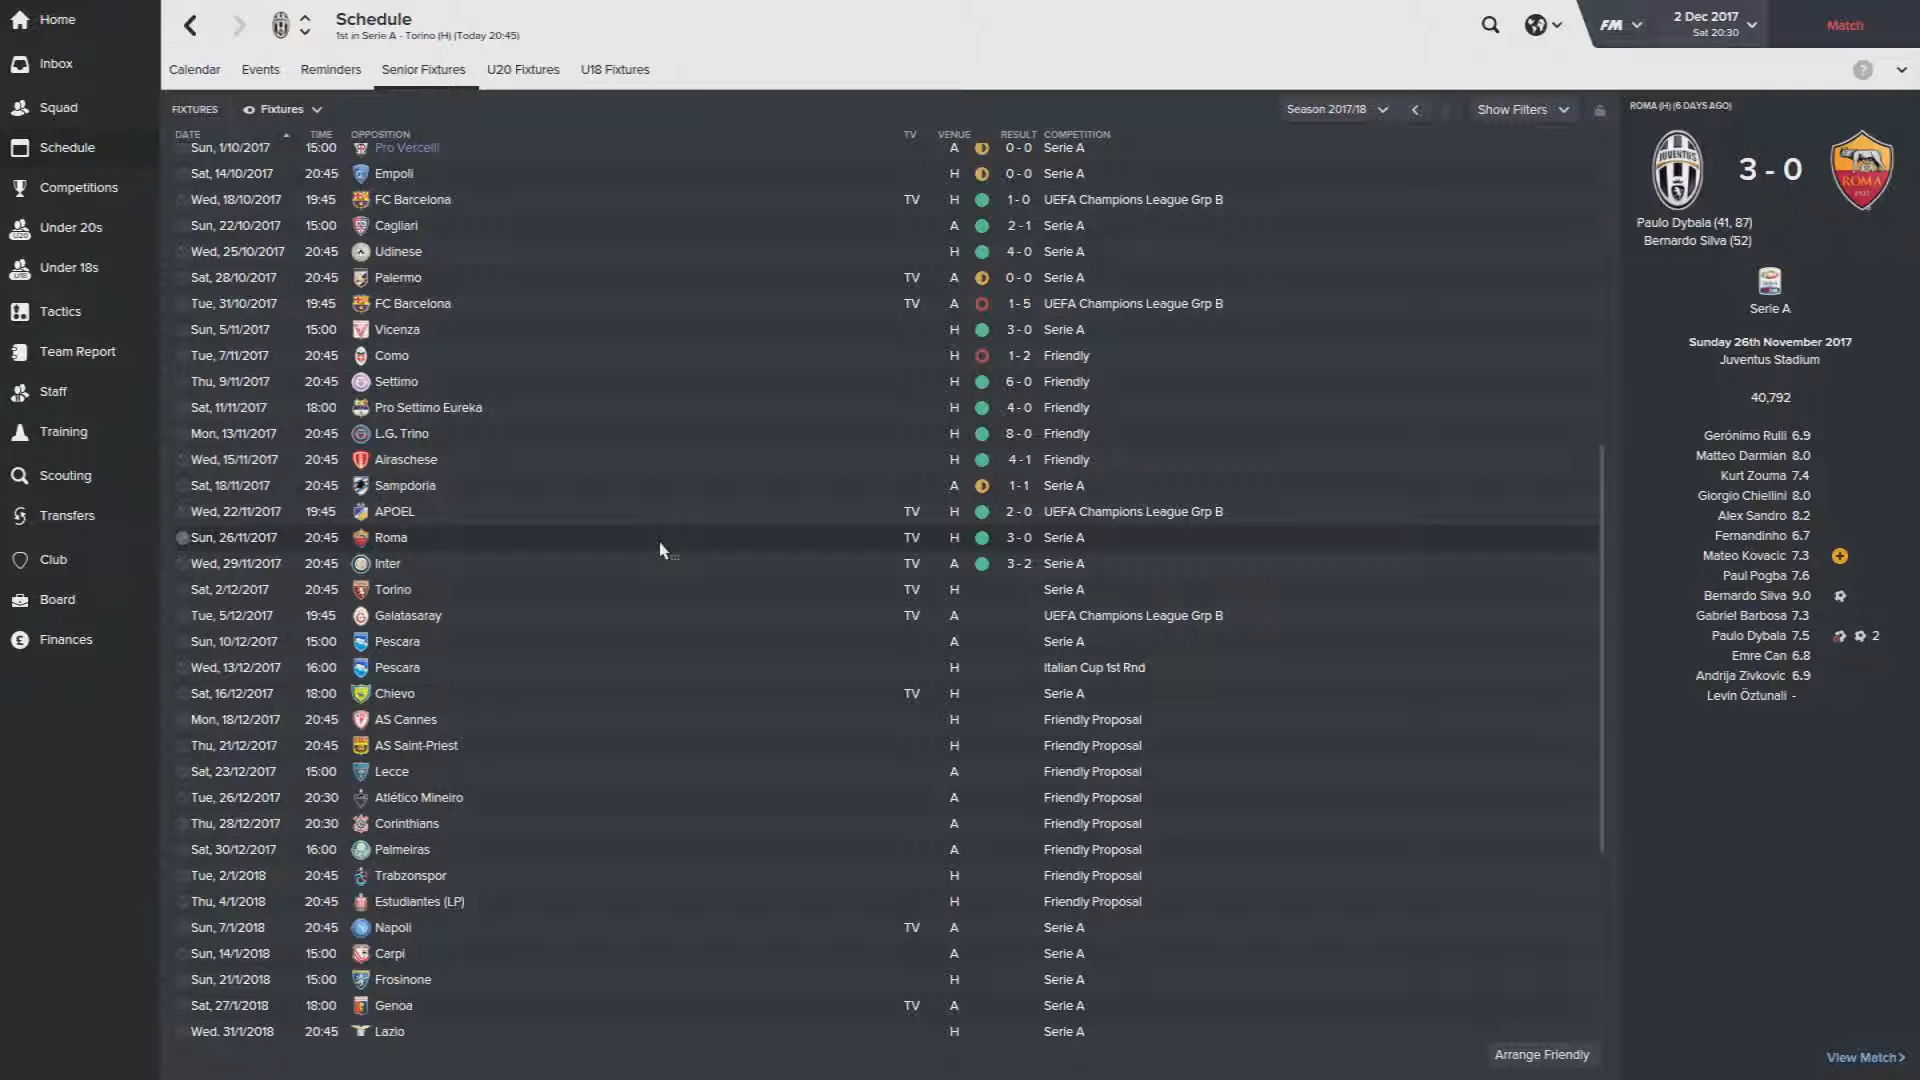 Home
Inbox
Squad
Schedule
Competitions
Under 20s
Under 18s
Tactics
Team Report
Staff
Training
Scouting
Transfers
Club
Board
Finances
Schedule
1st in Serie A - Torino (H) (Today 20:45)
FM
2 Dec 2017
Sat 20:30
Match
Calendar Events Reminders Senior Fixtures U20 Fixtures U18 Fixtures
FIXTURES Fixtures Season 2017/18 Show Filters
DATE TIME OPPOSITION TV VENUE RESULT COMPETITION
Sun, 1/10/2017 15:00 Pro Vercelli A 0 - 0 Serie A
Sat, 14/10/2017 20:45 Empoli H 0 - 0 Serie A
Wed, 18/10/2017 19:45 FC Barcelona TV H 1 - 0 UEFA Champions League Grp B
Sun, 22/10/2017 15:00 Cagliari A 2 - 1 Serie A
Wed, 25/10/2017 20:45 Udinese H 4 - 0 Serie A
Sat, 28/10/2017 20:45 Palermo TV A 0 - 0 Serie A
Tue, 31/10/2017 19:45 FC Barcelona TV A 1 - 5 UEFA Champions League Grp B
Sun, 5/11/2017 15:00 Vicenza H 3 - 0 Serie A
Tue, 7/11/2017 20:45 Como H 1 - 2 Friendly
Thu, 9/11/2017 20:45 Settimo H 6 - 0 Friendly
Sat, 11/11/2017 18:00 Pro Settimo Eureka H 4 - 0 Friendly
Mon, 13/11/2017 20:45 L.G. Trino H 8 - 0 Friendly
Wed, 15/11/2017 20:45 Airaschese H 4 - 1 Friendly
Sat, 18/11/2017 20:45 Sampdoria A 1 - 1 Serie A
Wed, 22/11/2017 19:45 APOEL TV H 2 - 0 UEFA Champions League Grp B
Sun, 26/11/2017 20:45 Roma TV H 3 - 0 Serie A
Wed, 29/11/2017 20:45 Inter TV A 3 - 2 Serie A
Sat, 2/12/2017 20:45 Torino TV H Serie A
Tue, 5/12/2017 19:45 Galatasaray TV A UEFA Champions League Grp B
Sun, 10/12/2017 15:00 Pescara A Serie A
Wed, 13/12/2017 16:00 Pescara H Italian Cup 1st Rnd
Sat, 16/12/2017 18:00 Chievo TV H Serie A
Mon, 18/12/2017 20:45 AS Cannes H Friendly Proposal
Thu, 21/12/2017 20:45 AS Saint-Priest H Friendly Proposal
Sat, 23/12/2017 15:00 Lecce A Friendly Proposal
Tue, 26/12/2017 20:30 Atlético Mineiro A Friendly Proposal
Thu, 28/12/2017 20:30 Corinthians A Friendly Proposal
Sat, 30/12/2017 16:00 Palmeiras A Friendly Proposal
Tue, 2/1/2018 20:45 Trabzonspor H Friendly Proposal
Thu, 4/1/2018 20:45 Estudiantes (LP) H Friendly Proposal
Sun, 7/1/2018 20:45 Napoli TV A Serie A
Sun, 14/1/2018 15:00 Carpi A Serie A
Sun, 21/1/2018 15:00 Frosinone H Serie A
Sat, 27/1/2018 18:00 Genoa TV A Serie A
Wed. 31/1/2018 20:45 Lazio H Serie A
Arrange Friendly
ROMA (H) (6 DAYS AGO)
JUVENTUS
3 - 0
ROMA
1927
Paulo Dybala (41, 87)
Bernardo Silva (52)
Serie A
Sunday 26th November 2017
Juventus Stadium
40,792
Gerónimo Rulli 6.9
Matteo Darmian 8.0
Kurt Zouma 7.4
Giorgio Chiellini 8.0
Alex Sandro 8.2
Fernandinho 6.7
Mateo Kovacic 7.3
Paul Pogba 7.6
Bernardo Silva 9.0
Gabriel Barbosa 7.3
Paulo Dybala 7.5 2
Emre Can 6.8
Andrija Zivkovic 6.9
Levin Öztunali -
View Match>